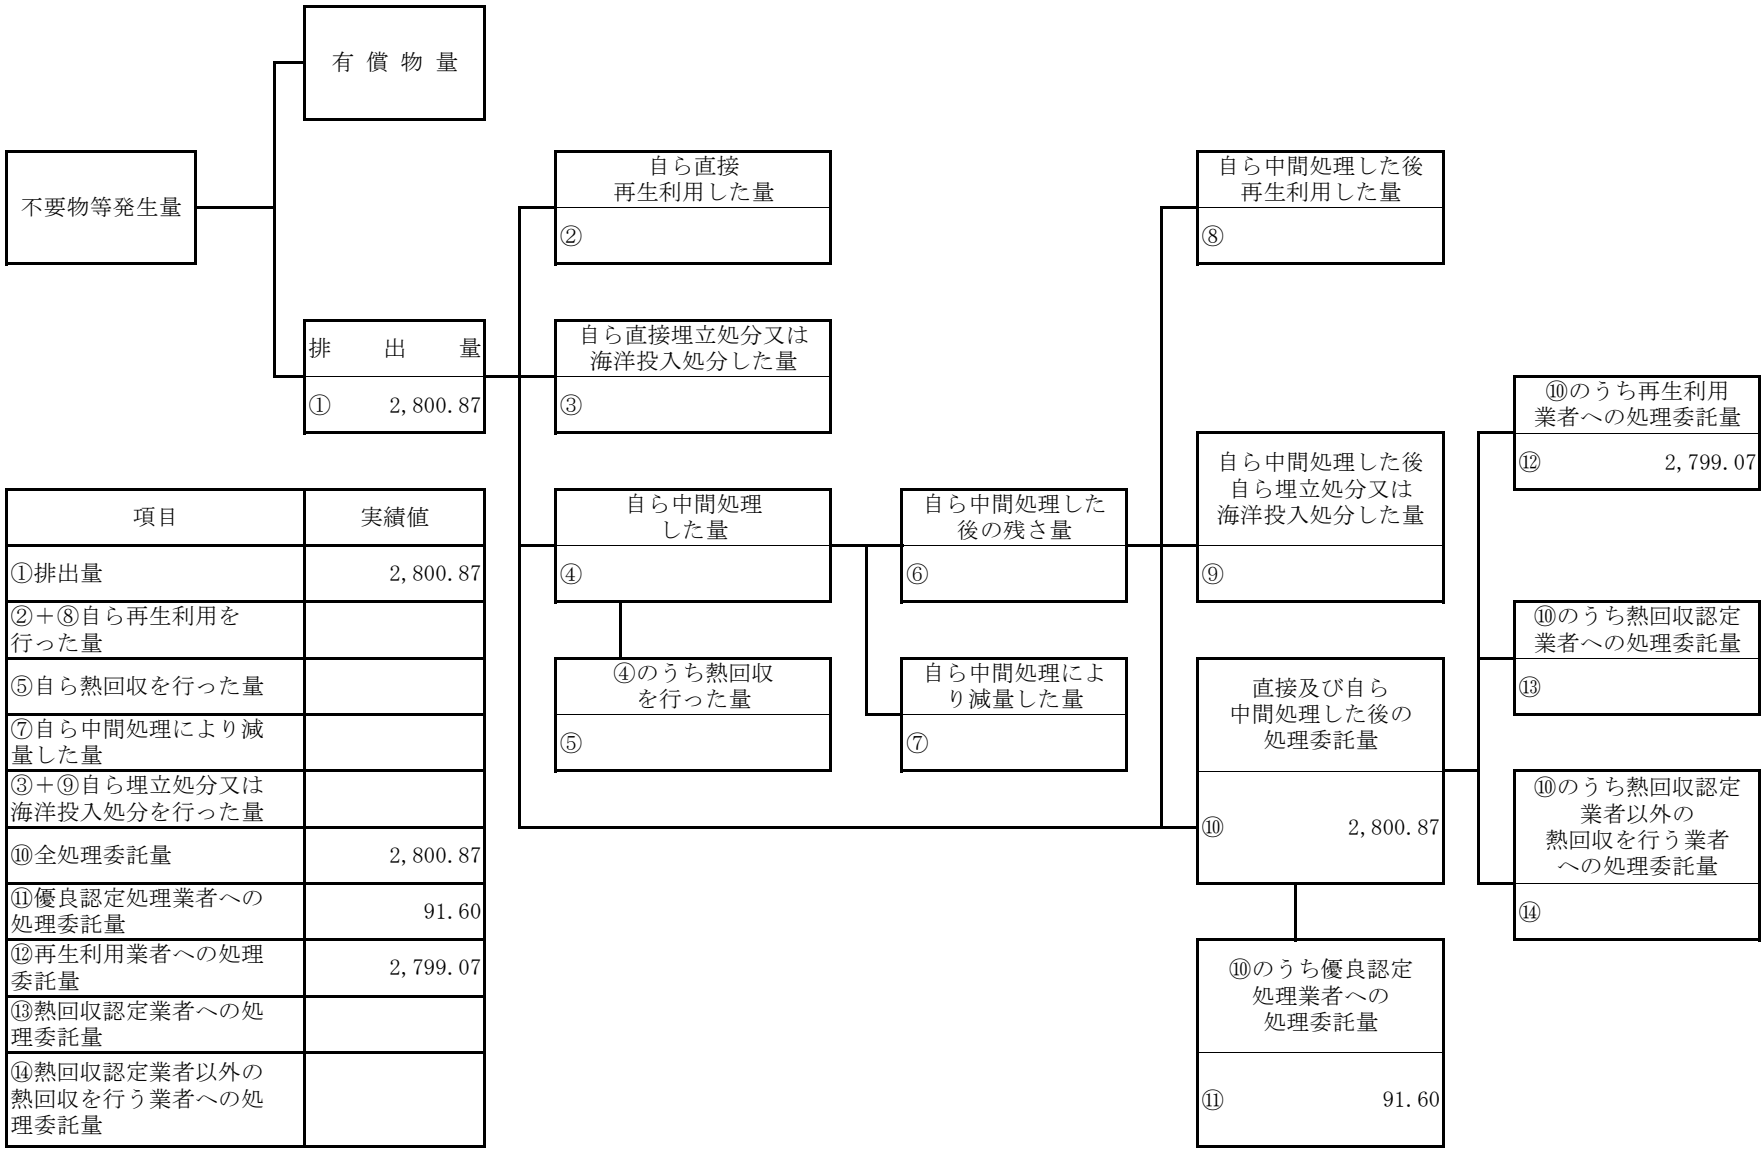 有償物量
不要物等発生量
排出量
① 2,800.87
自ら直接
再生利用した量
②
自ら直接埋立処分又は
海洋投入処分した量
③
自ら中間処理
した量
④
④のうち熱回収
を行った量
⑤
自ら中間処理した
後の残さ量
⑥
自ら中間処理によ
り減量した量
⑦
自ら中間処理した後
再生利用した量
⑧
自ら中間処理した後
自ら埋立処分又は
海洋投入処分した量
⑨
直接及び自ら
中間処理した後の
処理委託量
⑩ 2,800.87
⑩のうち優良認定
処理業者への
処理委託量
⑪ 91.60
⑩のうち再生利用
業者への処理委託量
⑫ 2,799.07
⑩のうち熱回収認定
業者への処理委託量
⑬
⑩のうち熱回収認定
業者以外の
熱回収を行う業者
への処理委託量
⑭
項目 実績値
①排出量 2,800.87
②＋⑧自ら再生利用を
行った量
⑤自ら熱回収を行った量
⑦自ら中間処理により減
量した量
③＋⑨自ら埋立処分又は
海洋投入処分を行った量
⑩全処理委託量 2,800.87
⑪優良認定処理業者への
処理委託量 91.60
⑫再生利用業者への処理
委託量 2,799.07
⑬熱回収認定業者への処
理委託量
⑭熱回収認定業者以外の
熱回収を行う業者への処
理委託量